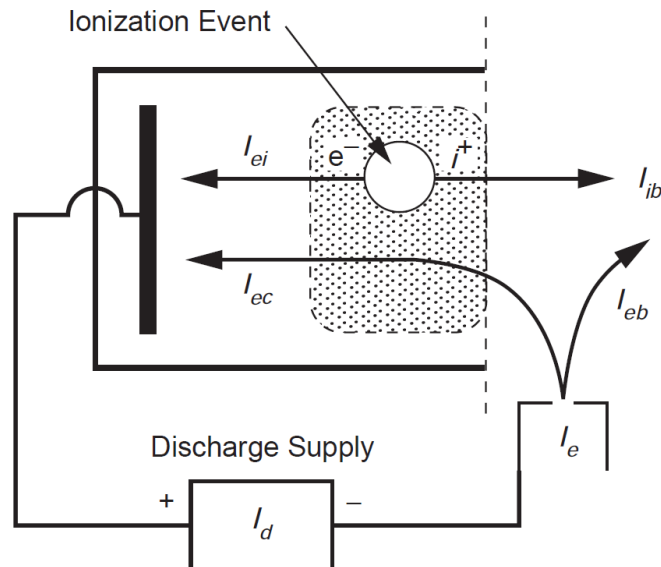 Ionization Event
I_ei e⁻ i⁺ I_ib
I_ec I_eb
I_e
Discharge Supply
+ I_d −